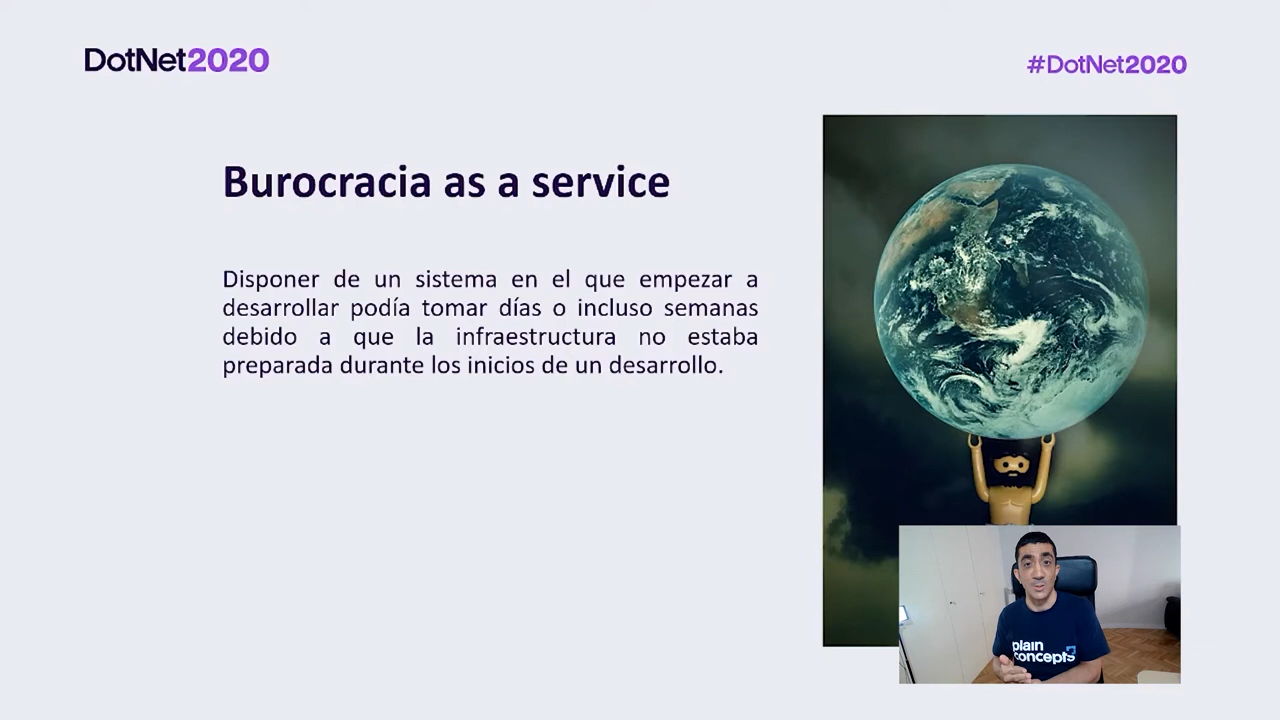 DotNet2020
#DotNet2020
Burocracia as a service
Disponer de un sistema en el que empezar a
desarrollar podía tomar días o incluso semanas
debido a que la infraestructura no estaba
preparada durante los inicios de un desarrollo.
plain
concepts